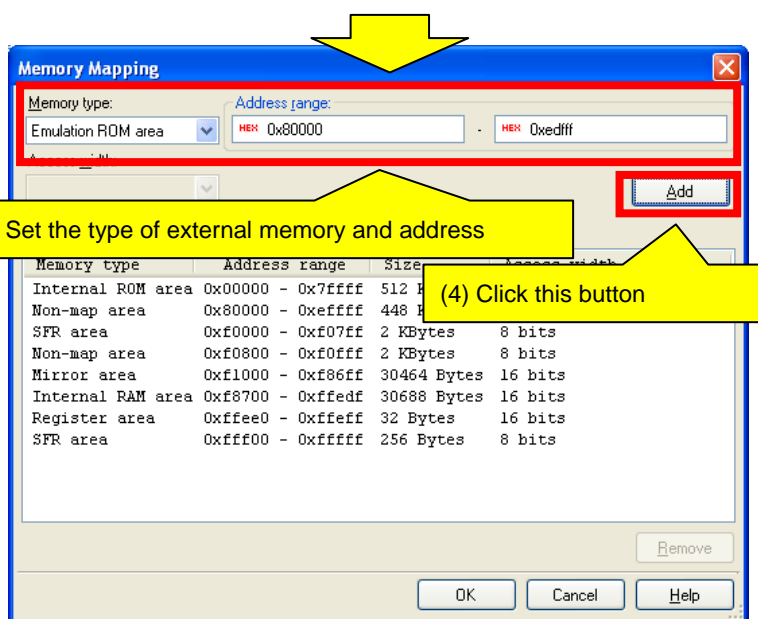 Memory Mapping
Memory type: Address range:
Emulation ROM area HEX 0x80000 - HEX 0xedfff
Add
Set the type of external memory and address
Memory type Address range Size Access width
(4) Click this button
Internal ROM area 0x00000 - 0x7ffff 512
Non-map area 0x80000 - 0xeffff 448
SFR area 0xf0000 - 0xf07ff 2 KBytes 8 bits
Non-map area 0xf0800 - 0xf0fff 2 KBytes 8 bits
Mirror area 0xf1000 - 0xf86ff 30464 Bytes 16 bits
Internal RAM area 0xf8700 - 0xffedf 30688 Bytes 16 bits
Register area 0xffee0 - 0xffeff 32 Bytes 16 bits
SFR area 0xfff00 - 0xfffff 256 Bytes 8 bits
Remove
OK Cancel Help